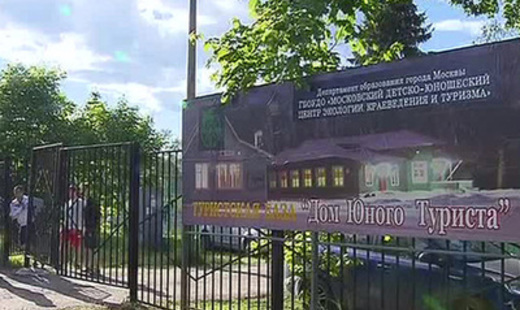 Департамент образования города Москвы
ГБОУДО «МОСКОВСКИЙ ДЕТСКО-ЮНОШЕСКИЙ
ЦЕНТР ЭКОЛОГИИ, КРАЕВЕДЕНИЯ И ТУРИЗМА»
ТУРИСТСКАЯ БАЗА "Дом Юного Туриста"